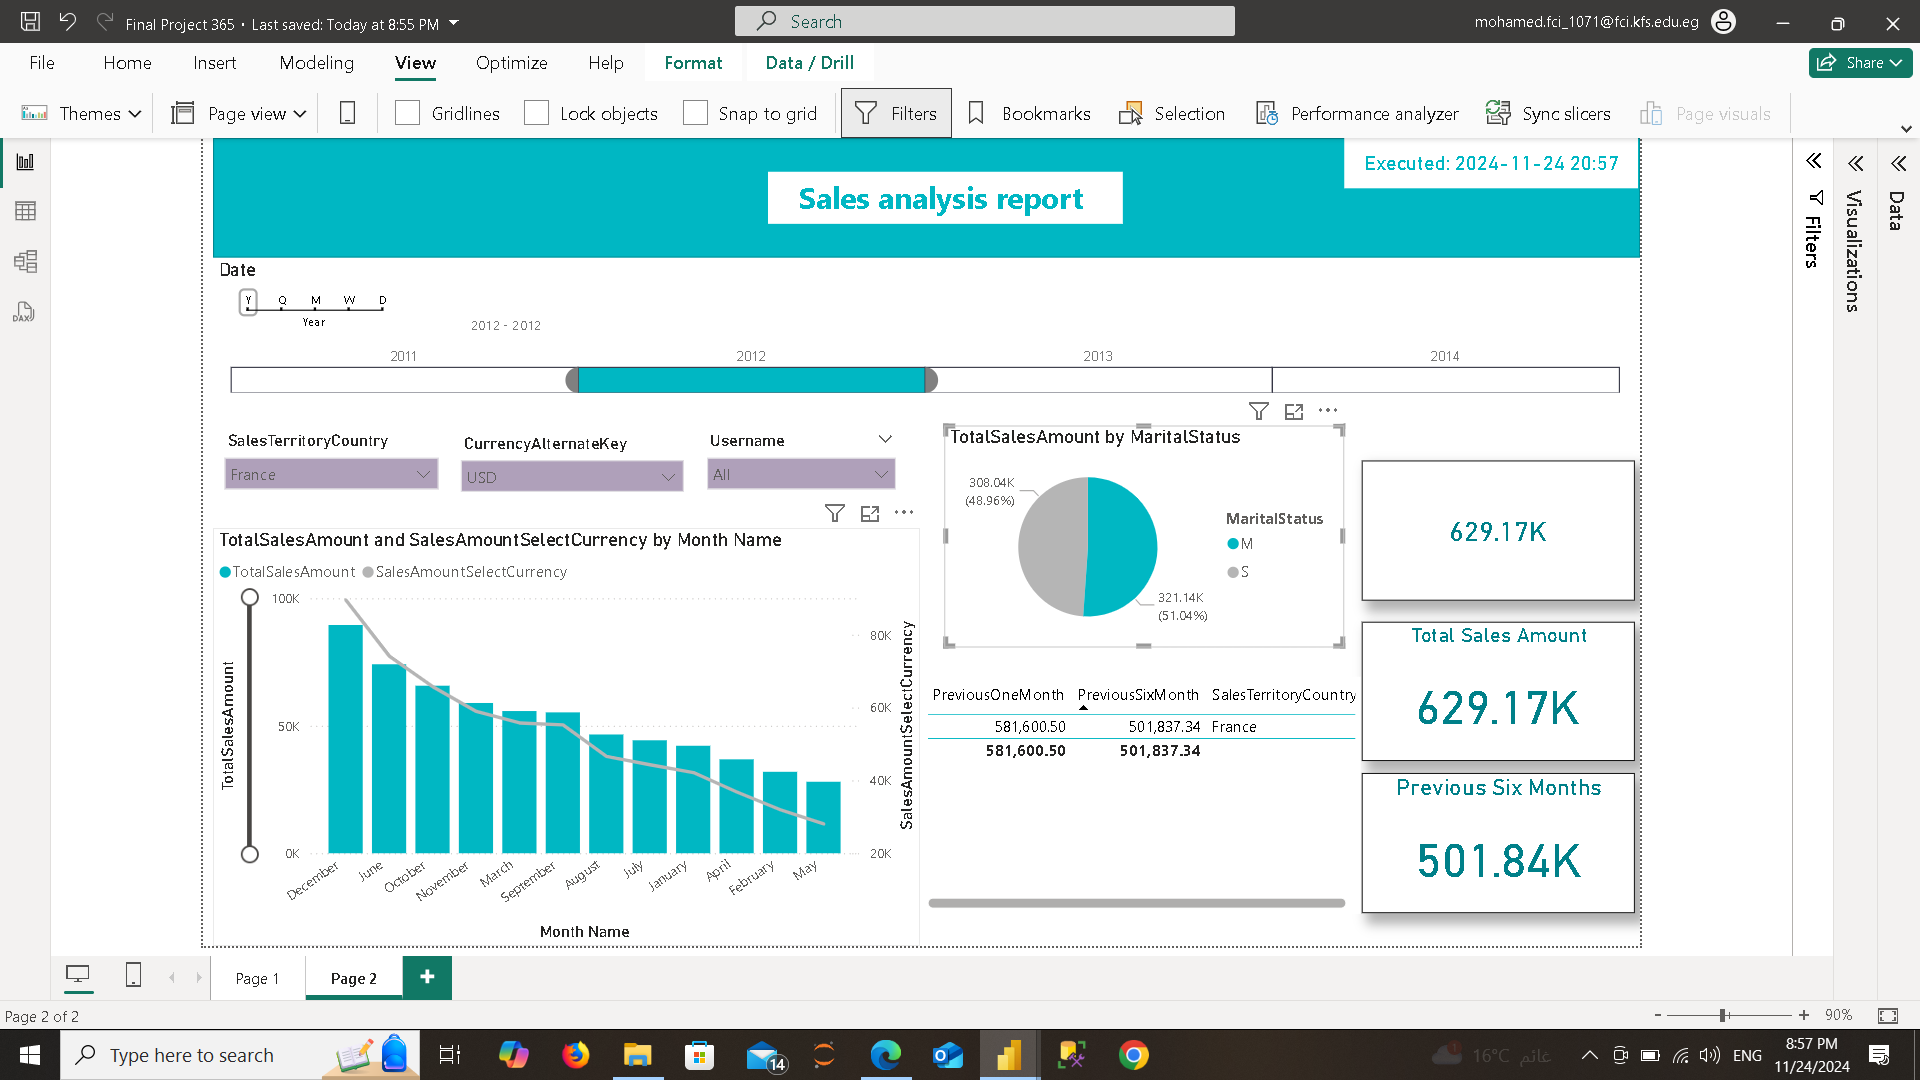 Final Project 365 • Last saved: Today at 8:55 PM
Search
mohamed.fci_1071@fci.kfs.edu.eg
File Home Insert Modeling View Optimize Help Format Data / Drill
Share
Themes Page view Gridlines Lock objects Snap to grid Filters Bookmarks Selection Performance analyzer Sync slicers Page visuals
DAX
Executed: 2024-11-24 20:57
Sales analysis report
Filters
Visualizations
Data
Date
Y Q M W D
Year
2012 - 2012
2011 2012 2013 2014
SalesTerritoryCountry
France
CurrencyAlternateKey
USD
Username
All
TotalSalesAmount by MaritalStatus
308.04K
(48.96%)
321.14K
(51.04%)
MaritalStatus
M
S
629.17K
Total Sales Amount
629.17K
Previous Six Months
501.84K
TotalSalesAmount and SalesAmountSelectCurrency by Month Name
TotalSalesAmount SalesAmountSelectCurrency
TotalSalesAmount
100K
50K
0K
SalesAmountSelectCurrency
80K
60K
40K
20K
December June October November March September August July January April February May
Month Name
PreviousOneMonth PreviousSixMonth SalesTerritoryCountry
581,600.50 501,837.34 France
581,600.50 501,837.34
Page 1 Page 2 +
Page 2 of 2
- + 90%
Type here to search
14
16°C غائم
ENG
8:57 PM
11/24/2024